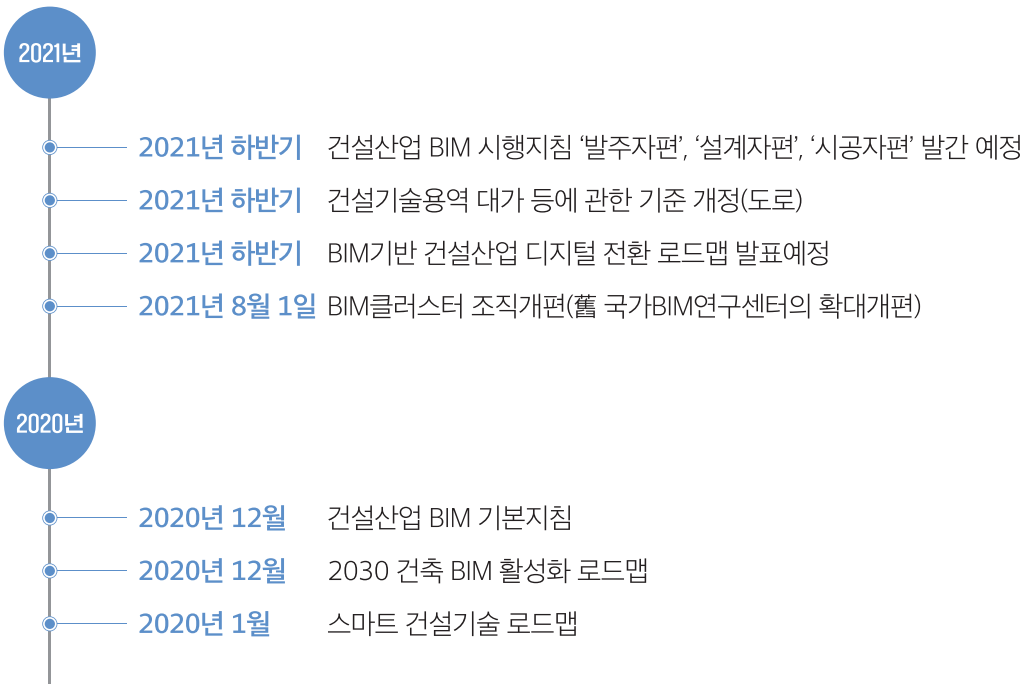 2021년
2021년 하반기 건설산업 BIM 시행지침 ‘발주자편’, ‘설계자편’, ‘시공자편’ 발간 예정
2021년 하반기 건설기술용역 대가 등에 관한 기준 개정(도로)
2021년 하반기 BIM기반 건설산업 디지털 전환 로드맵 발표예정
2021년 8월 1일 BIM클러스터 조직개편(舊 국가BIM연구센터의 확대개편)
2020년
2020년 12월 건설산업 BIM 기본지침
2020년 12월 2030 건축 BIM 활성화 로드맵
2020년 1월 스마트 건설기술 로드맵